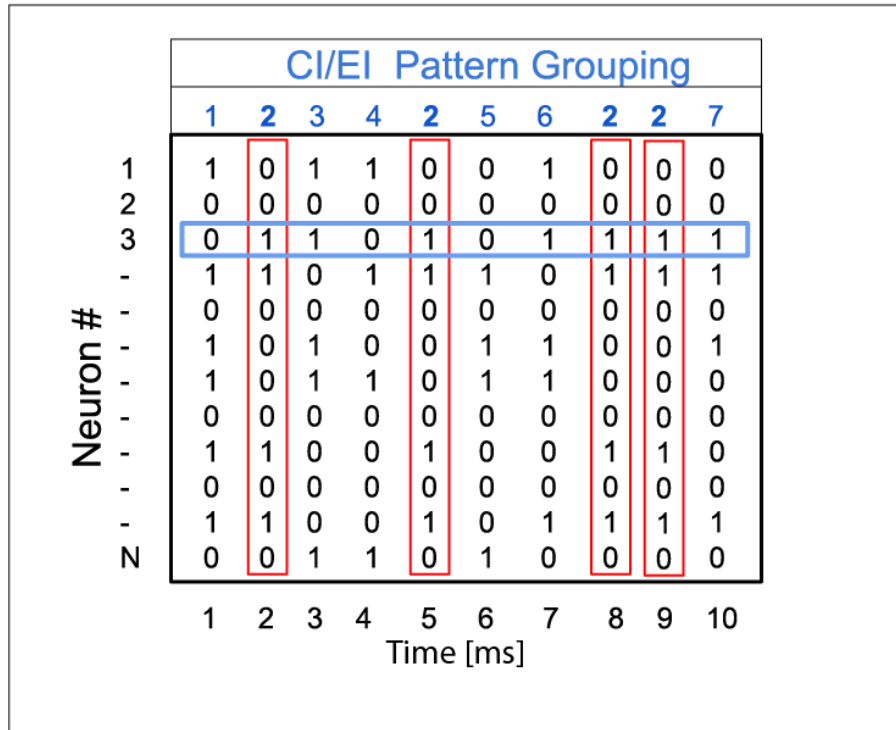 CI/EI Pattern Grouping
1 2 3 4 2 5 6 2 2 7
1 1 0 1 1 0 0 1 0 0 0
2 0 0 0 0 0 0 0 0 0 0
3 0 1 1 0 1 0 1 1 1 1
- 1 1 0 1 1 1 0 1 1 1
- 0 0 0 0 0 0 0 0 0 0
- 1 0 1 0 0 1 1 0 0 1
- 1 0 1 1 0 1 1 0 0 0
- 0 0 0 0 0 0 0 0 0 0
- 1 1 0 0 1 0 0 1 1 0
- 0 0 0 0 0 0 0 0 0 0
- 1 1 0 0 1 0 1 1 1 1
N 0 0 1 1 0 1 0 0 0 0
Neuron #
1 2 3 4 5 6 7 8 9 10
Time [ms]